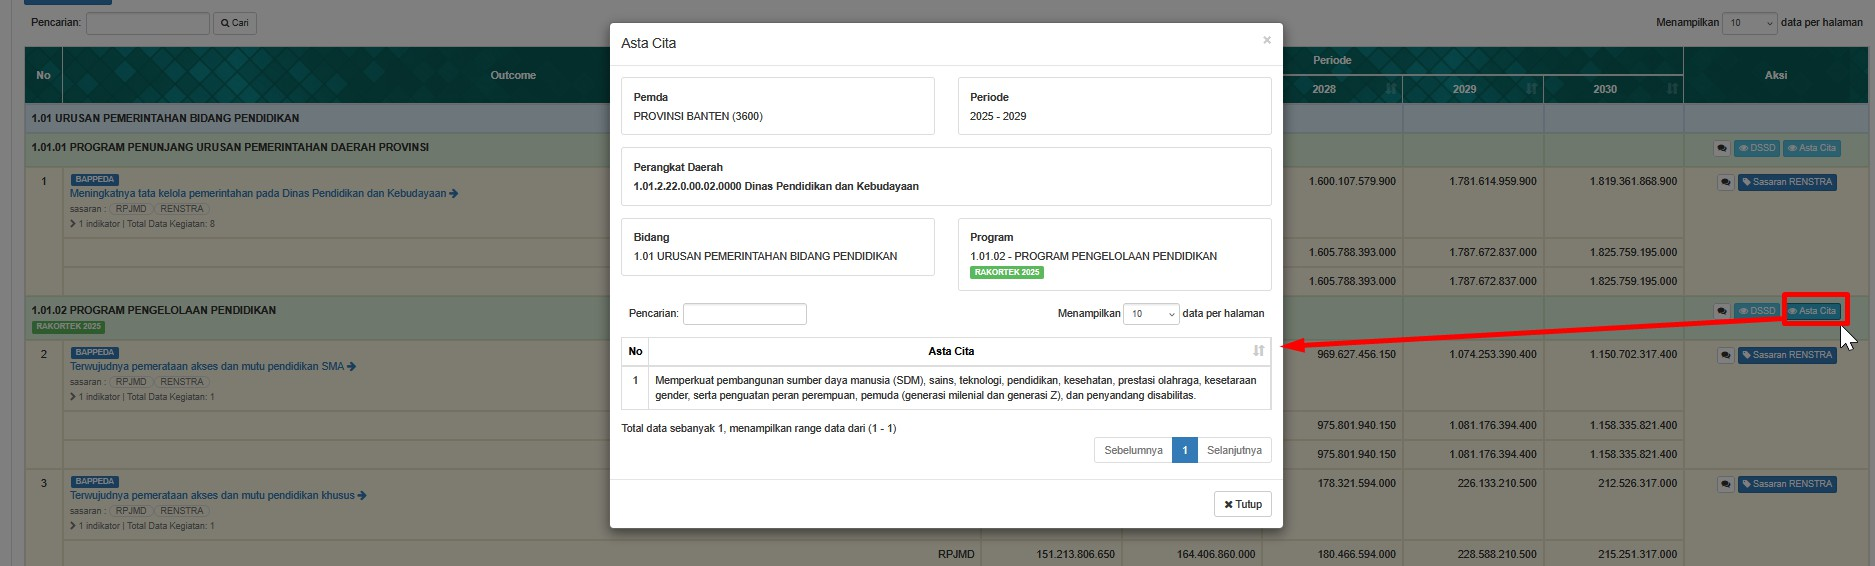 Pencarian:
Cari
Menampilkan 10 data per halaman
No
Outcome
Periode
Aksi
2028
2029
2030
1.01 URUSAN PEMERINTAHAN BIDANG PENDIDIKAN
1.01.01 PROGRAM PENUNJANG URUSAN PEMERINTAHAN DAERAH PROVINSI
DSSD
Asta Cita
1
BAPPEDA
Meningkatnya tata kelola pemerintahan pada Dinas Pendidikan dan Kebudayaan
sasaran : RPJMD RENSTRA
1 indikator | Total Data Kegiatan: 8
1.600.107.579.900
1.781.614.959.900
1.819.361.868.900
Sasaran RENSTRA
1.605.788.393.000
1.787.672.837.000
1.825.759.195.000
1.605.788.393.000
1.787.672.837.000
1.825.759.195.000
1.01.02 PROGRAM PENGELOLAAN PENDIDIKAN
RAKORTEK 2025
DSSD
Asta Cita
2
BAPPEDA
Terwujudnya pemerataan akses dan mutu pendidikan SMA
sasaran : RPJMD RENSTRA
1 indikator | Total Data Kegiatan: 1
969.627.456.150
1.074.253.390.400
1.150.702.317.400
Sasaran RENSTRA
975.801.940.150
1.081.176.394.400
1.158.335.821.400
975.801.940.150
1.081.176.394.400
1.158.335.821.400
3
BAPPEDA
Terwujudnya pemerataan akses dan mutu pendidikan khusus
sasaran : RPJMD RENSTRA
1 indikator | Total Data Kegiatan: 1
178.321.594.000
226.133.210.500
212.526.317.000
Sasaran RENSTRA
RPJMD
151.213.806.650
164.406.860.000
180.466.594.000
228.588.210.500
215.251.317.000
Asta Cita
×
Pemda
PROVINSI BANTEN (3600)
Periode
2025 - 2029
Perangkat Daerah
1.01.2.22.0.00.02.0000 Dinas Pendidikan dan Kebudayaan
Bidang
1.01 URUSAN PEMERINTAHAN BIDANG PENDIDIKAN
Program
1.01.02 - PROGRAM PENGELOLAAN PENDIDIKAN
RAKORTEK 2025
Pencarian:
Menampilkan 10 data per halaman
No
Asta Cita
1
Memperkuat pembangunan sumber daya manusia (SDM), sains, teknologi, pendidikan, kesehatan, prestasi olahraga, kesetaraan
gender, serta penguatan peran perempuan, pemuda (generasi milenial dan generasi Z), dan penyandang disabilitas.
Total data sebanyak 1, menampilkan range data dari (1 - 1)
Sebelumnya 1 Selanjutnya
Tutup